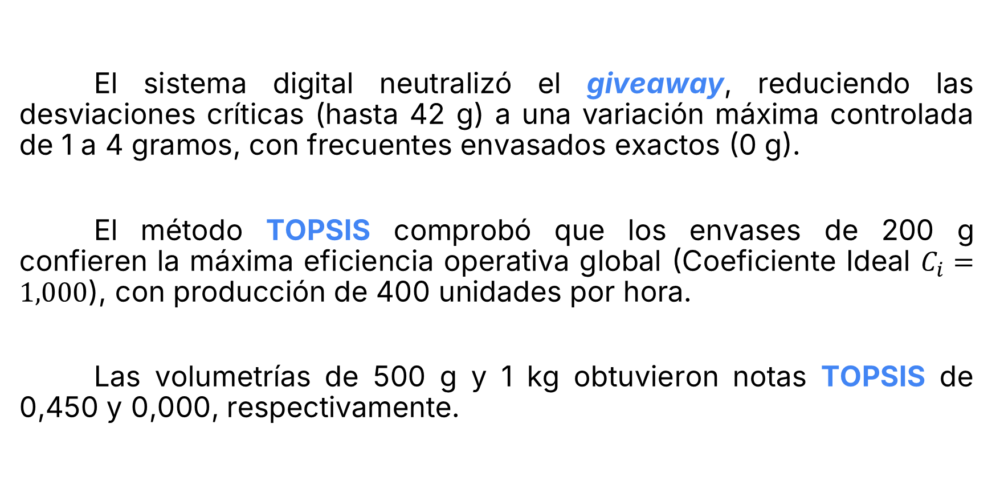 El sistema digital neutralizó el giveaway, reduciendo las
desviaciones críticas (hasta 42 g) a una variación máxima controlada
de 1 a 4 gramos, con frecuentes envasados exactos (0 g).
El método TOPSIS comprobó que los envases de 200 g
confieren la máxima eficiencia operativa global (Coeficiente Ideal 𝐶ᵢ =
1,000), con producción de 400 unidades por hora.
Las volumetrías de 500 g y 1 kg obtuvieron notas TOPSIS de
0,450 y 0,000, respectivamente.